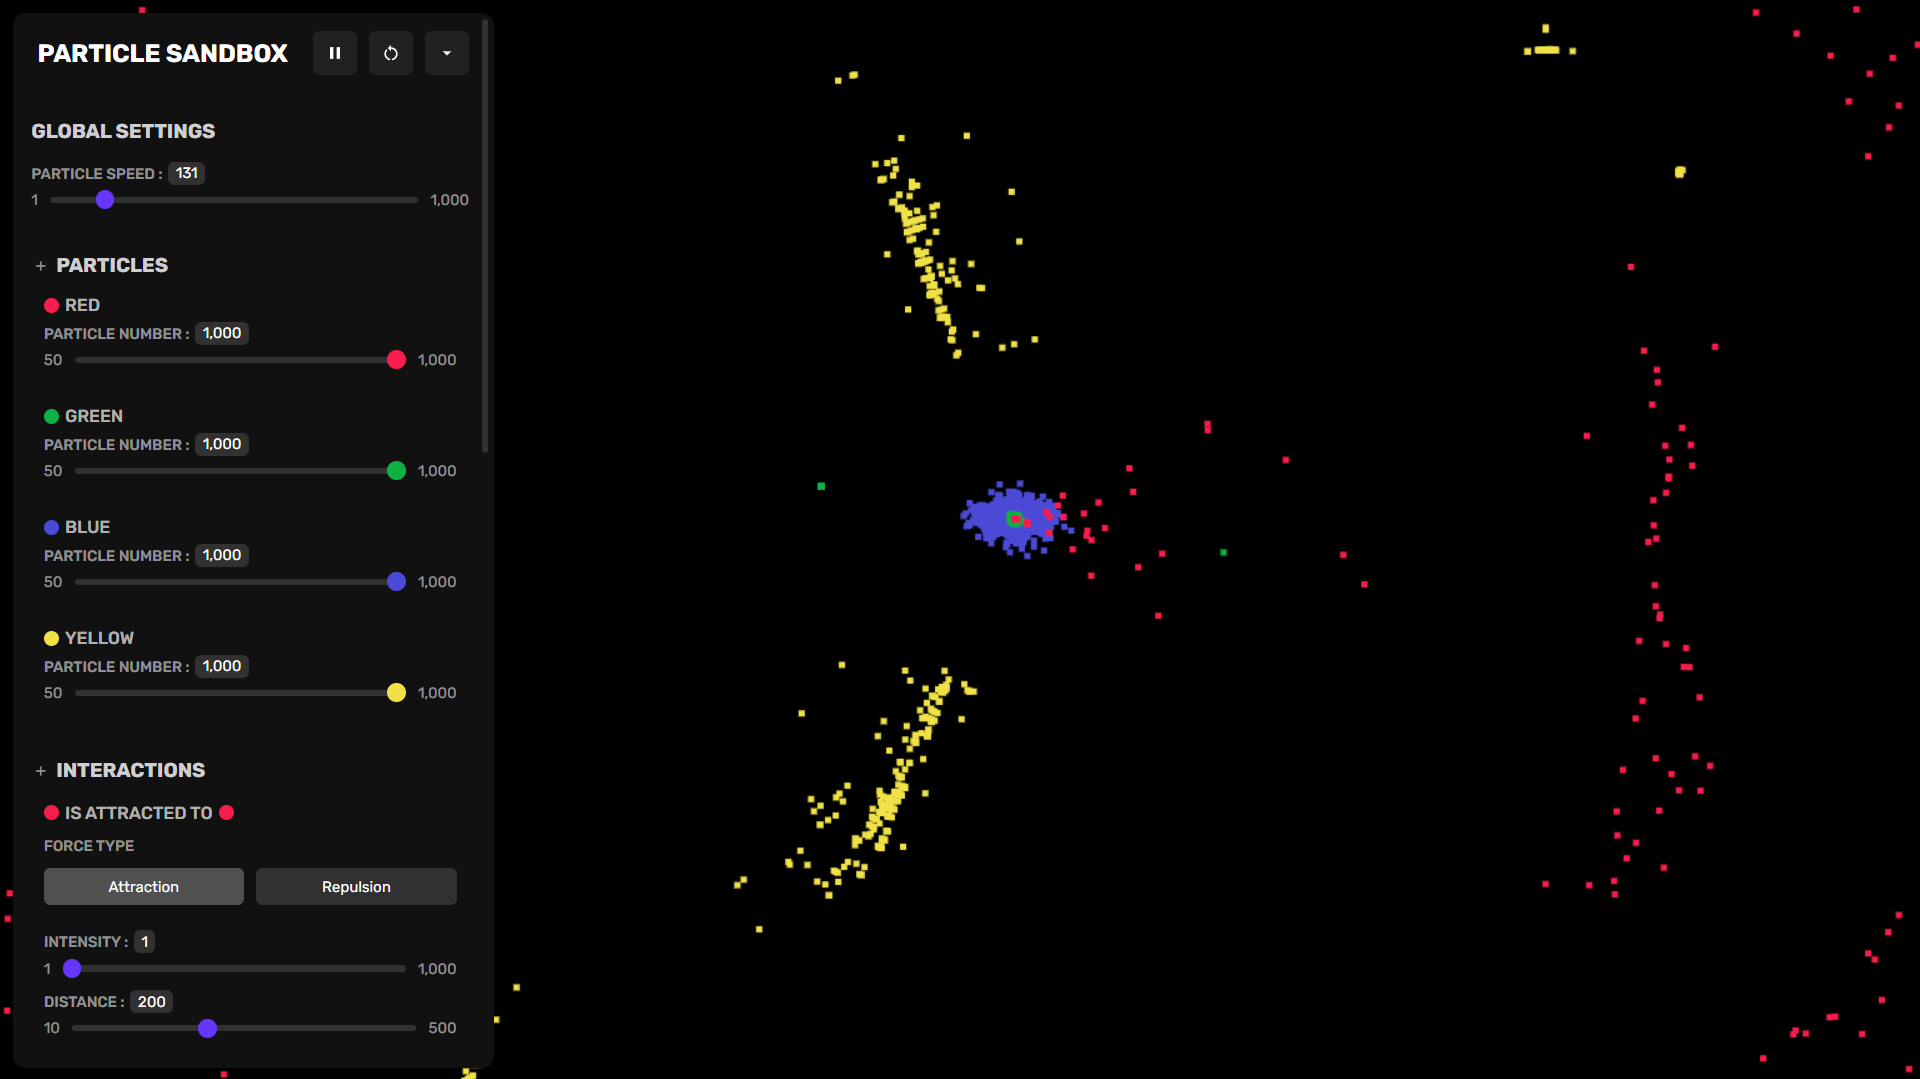 PARTICLE SANDBOX
GLOBAL SETTINGS
PARTICLE SPEED : 131
1 1,000
+ PARTICLES
RED
PARTICLE NUMBER : 1,000
50 1,000
GREEN
PARTICLE NUMBER : 1,000
50 1,000
BLUE
PARTICLE NUMBER : 1,000
50 1,000
YELLOW
PARTICLE NUMBER : 1,000
50 1,000
+ INTERACTIONS
IS ATTRACTED TO
FORCE TYPE
Attraction Repulsion
INTENSITY : 1
1 1,000
DISTANCE : 200
10 500